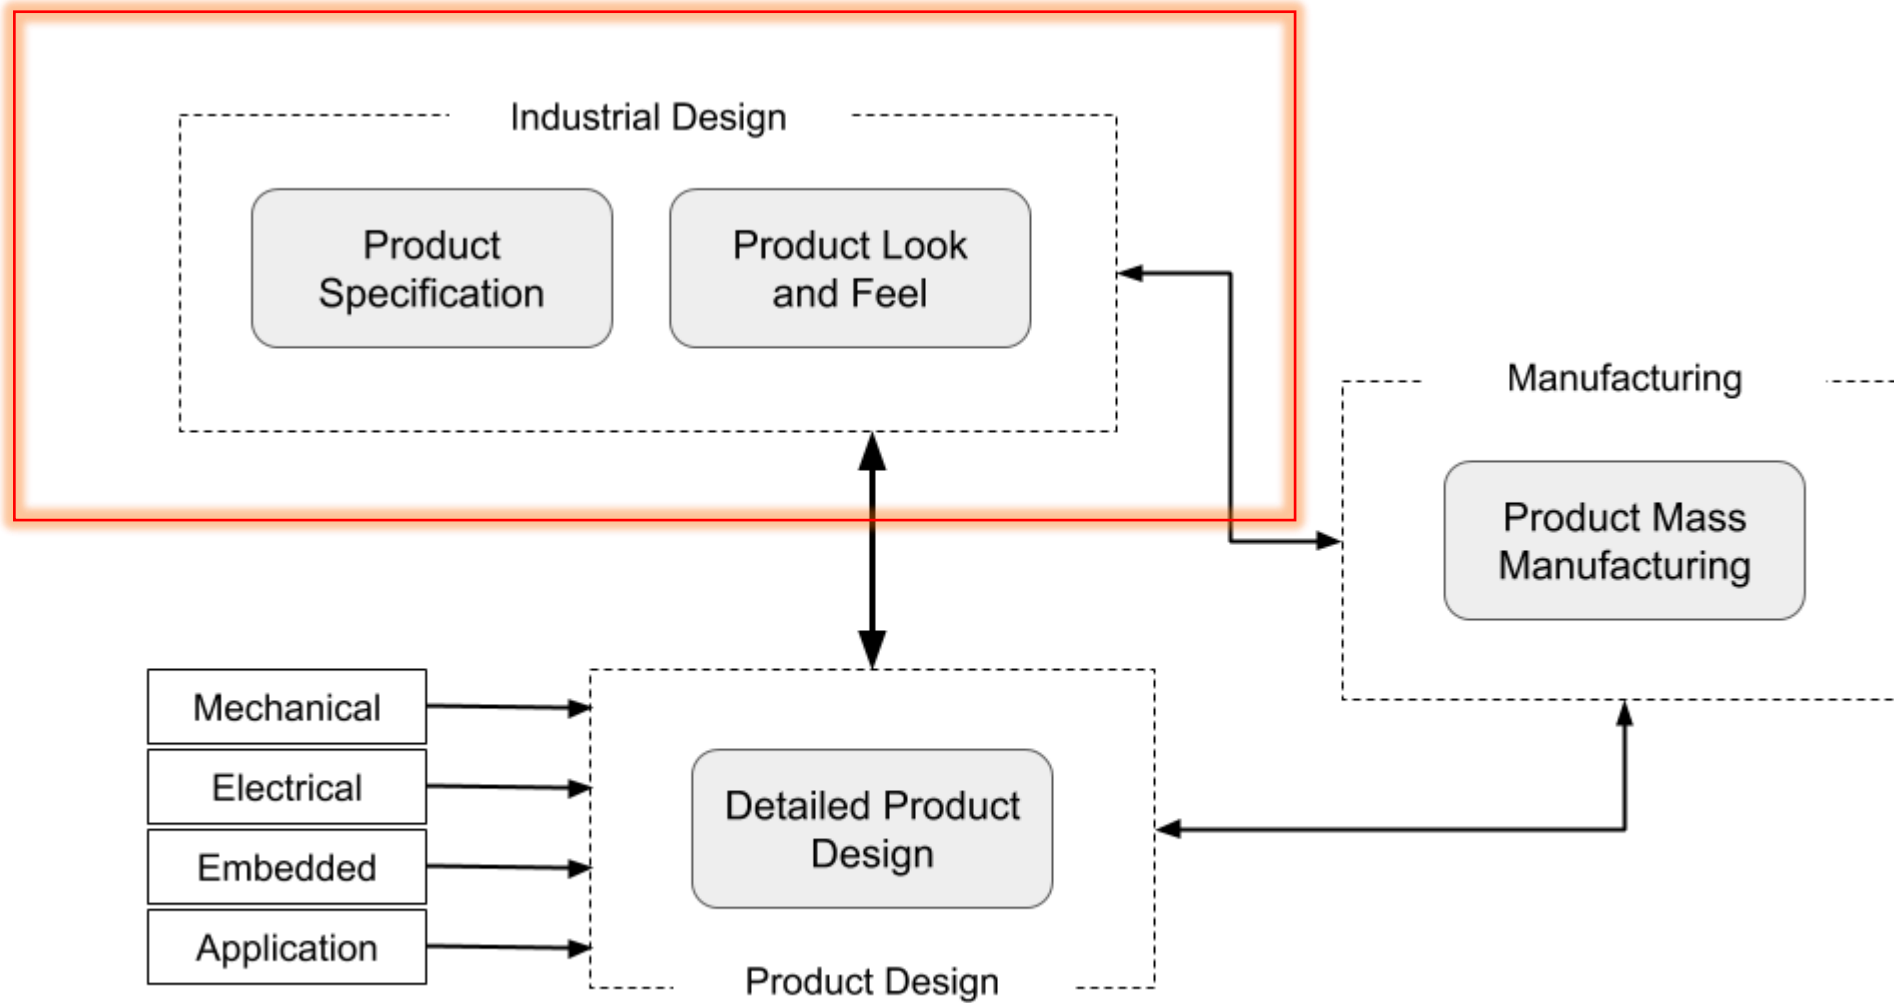 Industrial Design
Product
Specification
Product Look
and Feel
Manufacturing
Product Mass
Manufacturing
Mechanical
Electrical
Embedded
Application
Detailed Product
Design
Product Design